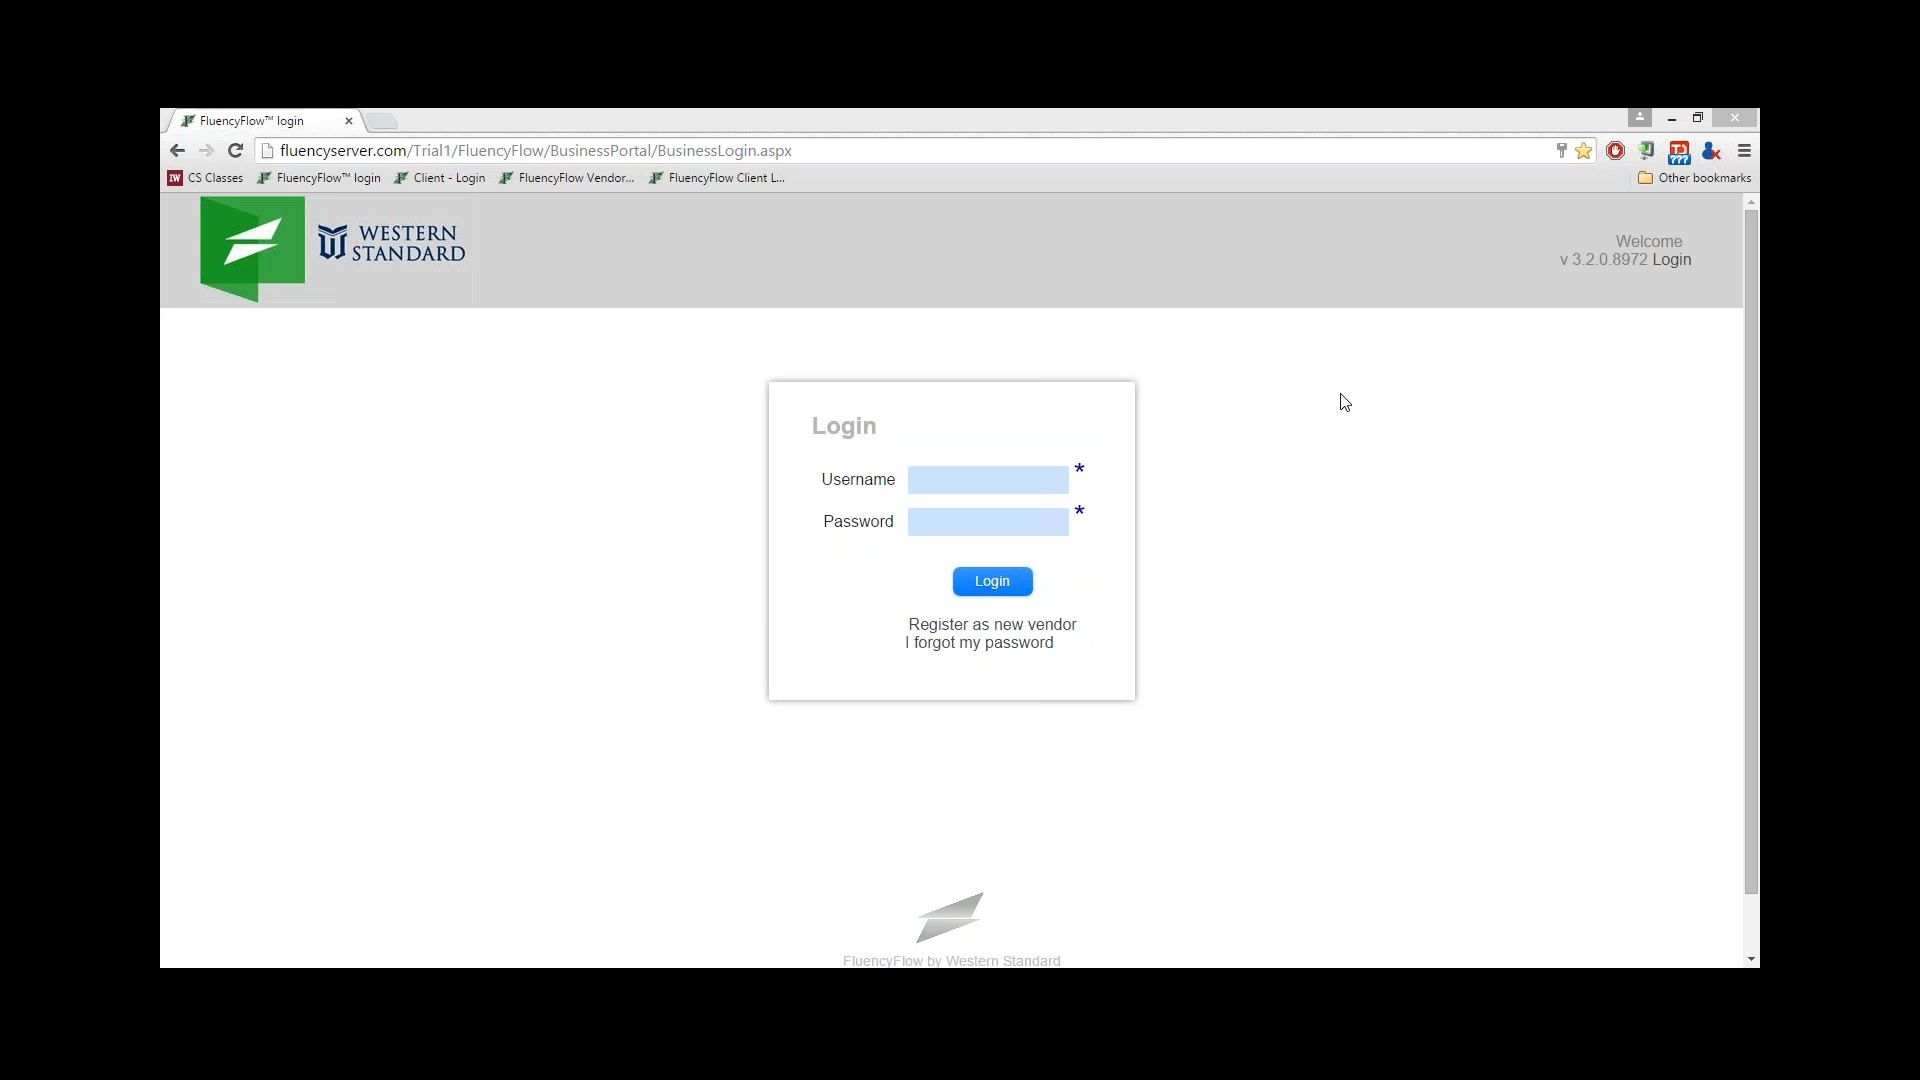 FluencyFlow™ login
fluencyserver.com/Trial1/FluencyFlow/BusinessPortal/BusinessLogin.aspx
???
IW CS Classes FluencyFlow™ login Client - Login FluencyFlow Vendor... FluencyFlow Client L... Other bookmarks
WESTERN
STANDARD
Welcome
v 3.2.0.8972 Login
Login
Username *
Password *
Login
Register as new vendor
I forgot my password
FluencyFlow by Western Standard